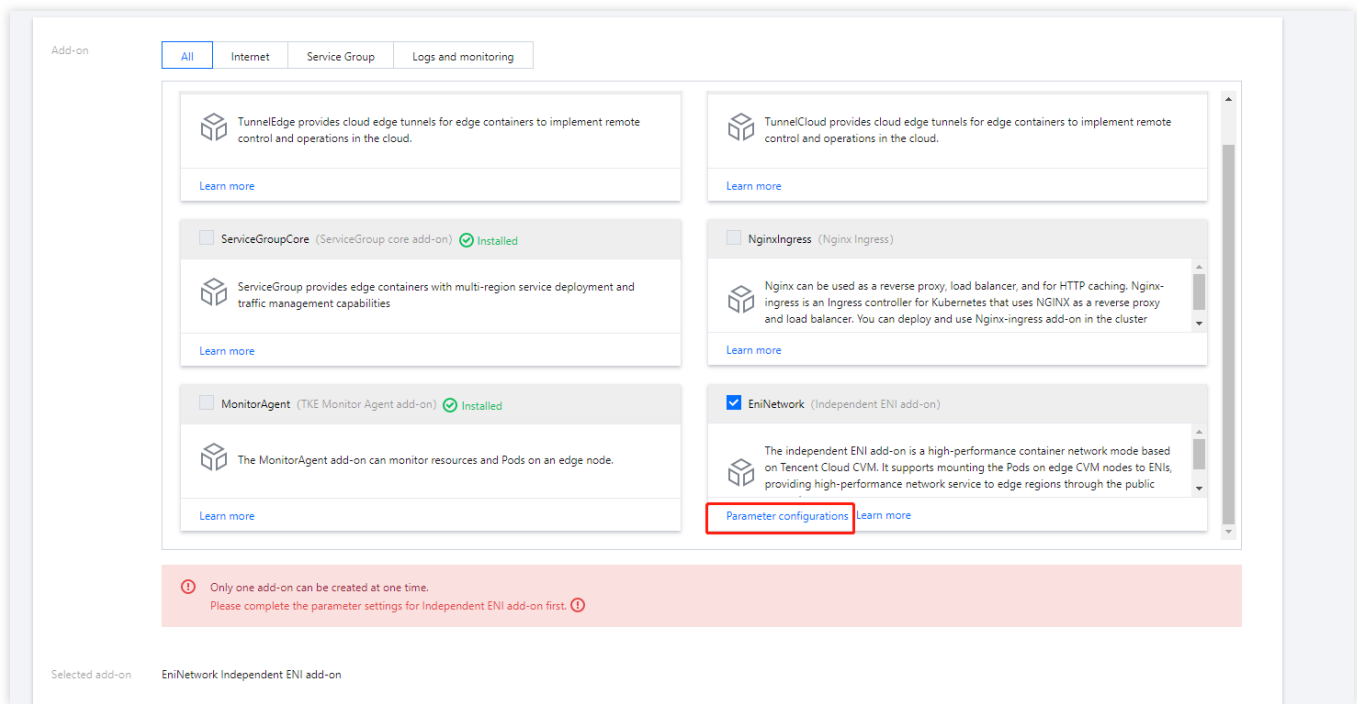 Add-on
All
Internet
Service Group
Logs and monitoring
TunnelEdge provides cloud edge tunnels for edge containers to implement remote
control and operations in the cloud.
Learn more
TunnelCloud provides cloud edge tunnels for edge containers to implement remote
control and operations in the cloud.
Learn more
ServiceGroupCore (ServiceGroup core add-on) Installed
ServiceGroup provides edge containers with multi-region service deployment and
traffic management capabilities
Learn more
NginxIngress (Nginx Ingress)
Nginx can be used as a reverse proxy, load balancer, and for HTTP caching. Nginx-
ingress is an Ingress controller for Kubernetes that uses NGINX as a reverse proxy
and load balancer. You can deploy and use Nginx-ingress add-on in the cluster
Learn more
MonitorAgent (TKE Monitor Agent add-on) Installed
The MonitorAgent add-on can monitor resources and Pods on an edge node.
Learn more
EniNetwork (Independent ENI add-on)
The independent ENI add-on is a high-performance container network mode based
on Tencent Cloud CVM. It supports mounting the Pods on edge CVM nodes to ENIs,
providing high-performance network service to edge regions through the public
Parameter configurations Learn more
Only one add-on can be created at one time.
Please complete the parameter settings for Independent ENI add-on first.
Selected add-on EniNetwork Independent ENI add-on